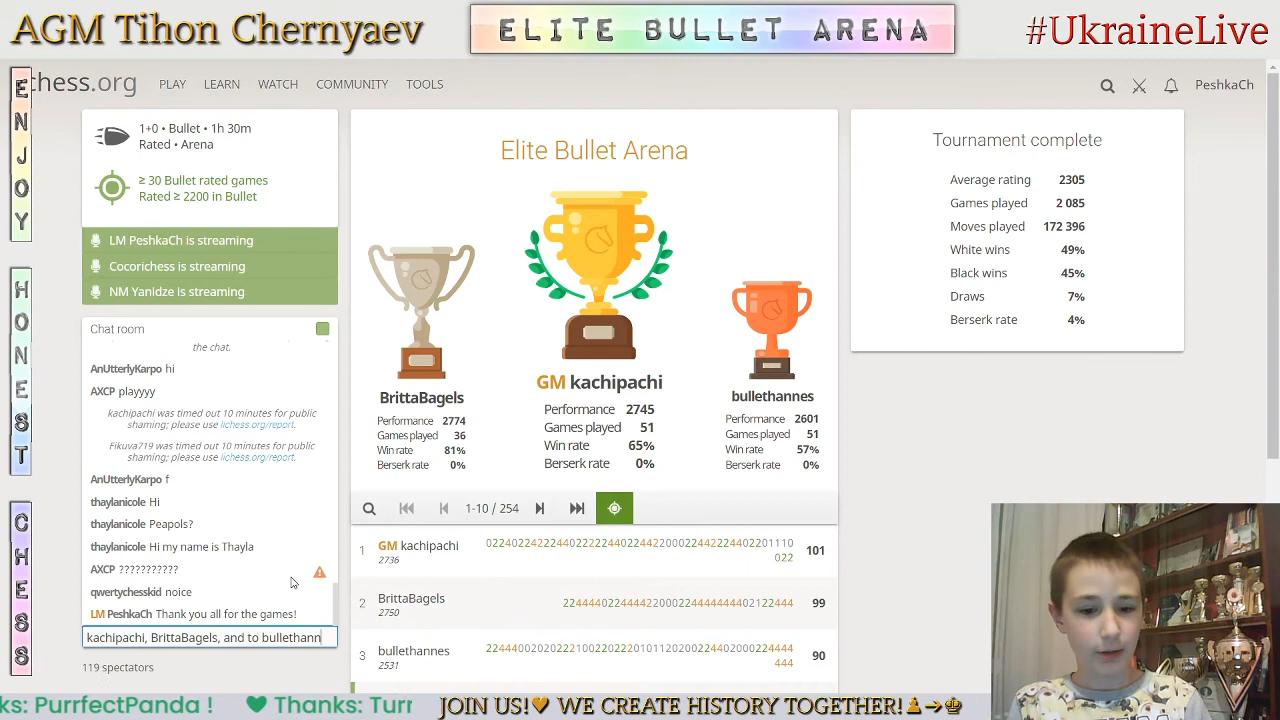 AGM Tihon Chernyaev
ELITE BULLET ARENA
#UkraineLive
ENJOY
HONEST
CHESS
chess.org
PLAY LEARN WATCH COMMUNITY TOOLS
PeshkaCh
1+0 • Bullet • 1h 30m
Rated • Arena
≥ 30 Bullet rated games
Rated ≥ 2200 in Bullet
LM PeshkaCh is streaming
Cocorichess is streaming
NM Yanidze is streaming
Chat room
the chat.
AnUtterlyKarpo hi
AXCP playyyy
kachipachi was timed out 10 minutes for public
shaming; please use lichess.org/report.
Fikuva719 was timed out 10 minutes for public
shaming; please use lichess.org/report.
AnUtterlyKarpo f
thaylanicole Hi
thaylanicole Peapols?
thaylanicole Hi my name is Thayla
AXCP ???????????
qwertychesskid noice
LM PeshkaCh Thank you all for the games!
kachipachi, BrittaBagels, and to bullethann
119 spectators
Elite Bullet Arena
BrittaBagels
Performance 2774
Games played 36
Win rate 81%
Berserk rate 0%
GM kachipachi
Performance 2745
Games played 51
Win rate 65%
Berserk rate 0%
bullethannes
Performance 2601
Games played 51
Win rate 57%
Berserk rate 0%
1-10 / 254
1 GM kachipachi 101
2736
2 BrittaBagels 99
2750
3 bullethannes 90
2531
Tournament complete
Average rating 2305
Games played 2 085
Moves played 172 396
White wins 49%
Black wins 45%
Draws 7%
Berserk rate 4%
ks: PurrfectPanda ! Thanks: Turr
JOIN US! WE CREATE HISTORY TOGETHER!